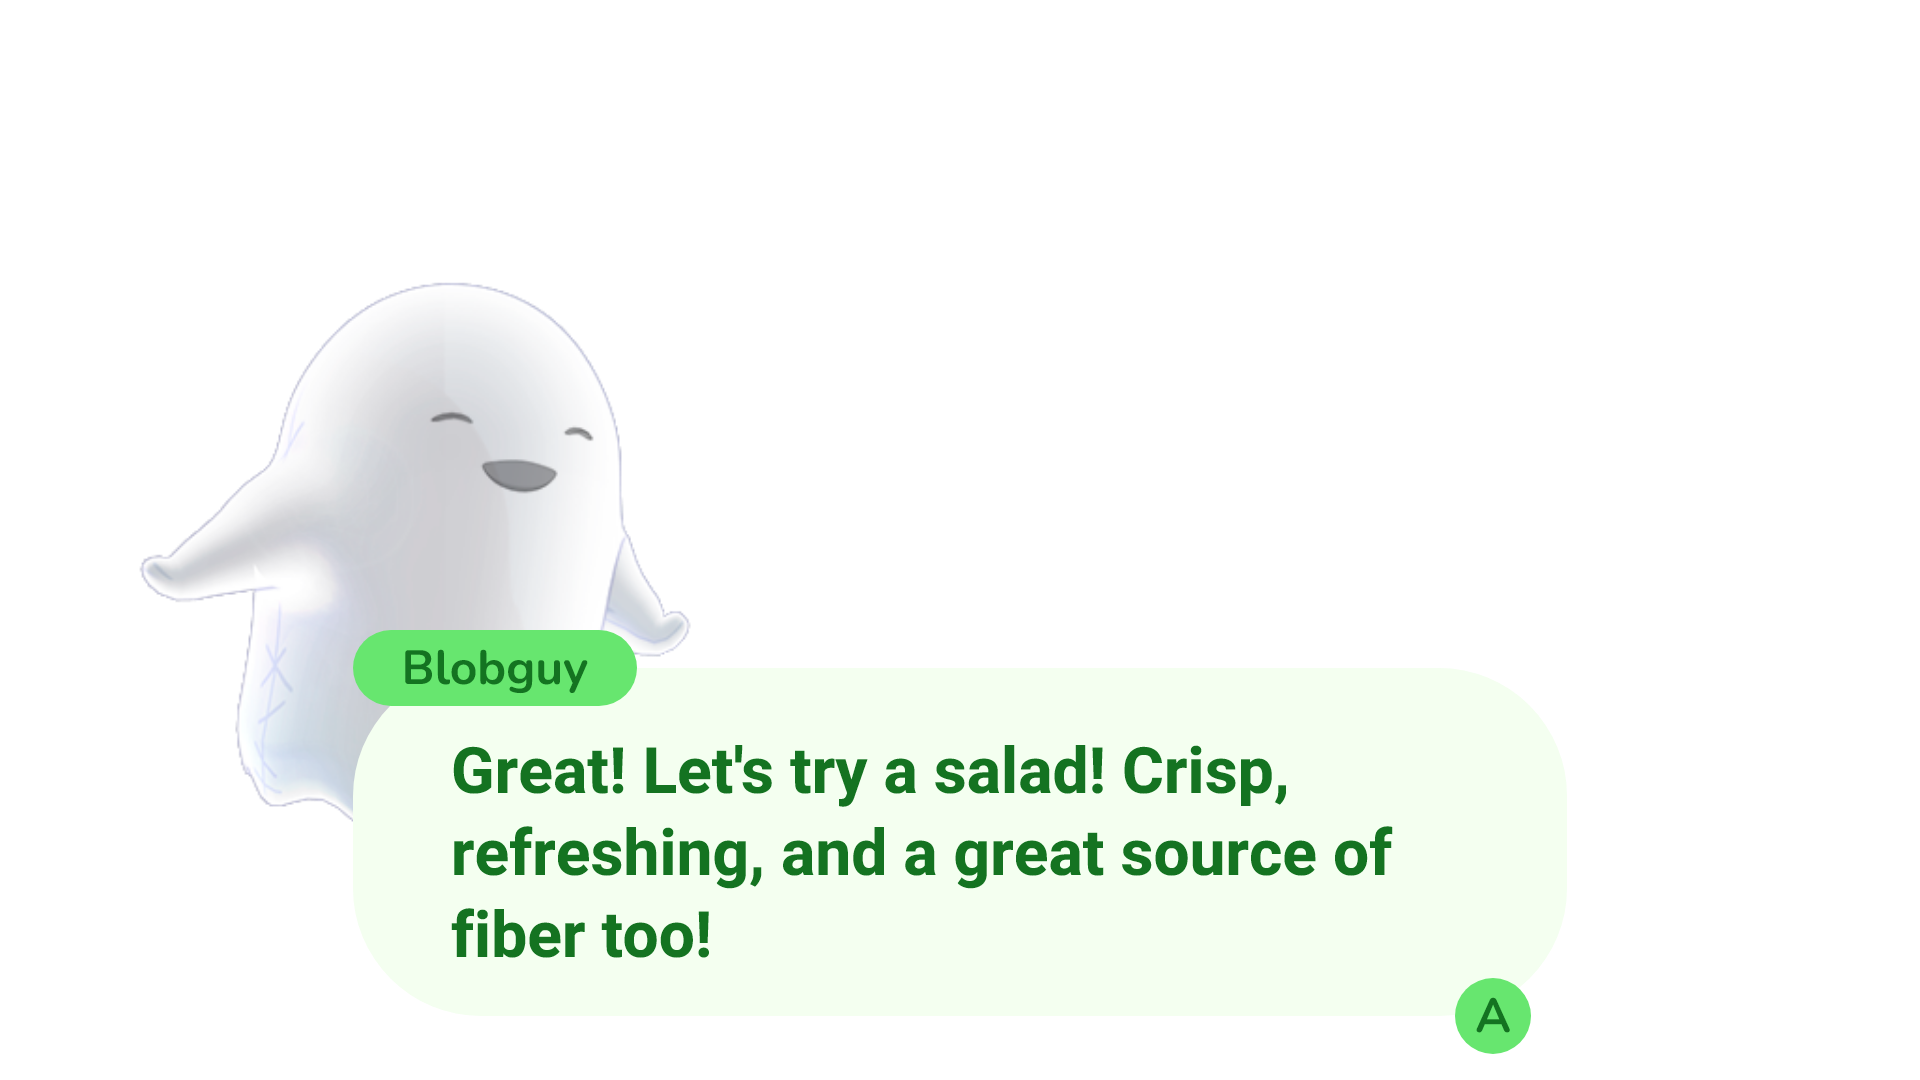 Blobguy
Great! Let's try a salad! Crisp,
refreshing, and a great source of
fiber too!
A